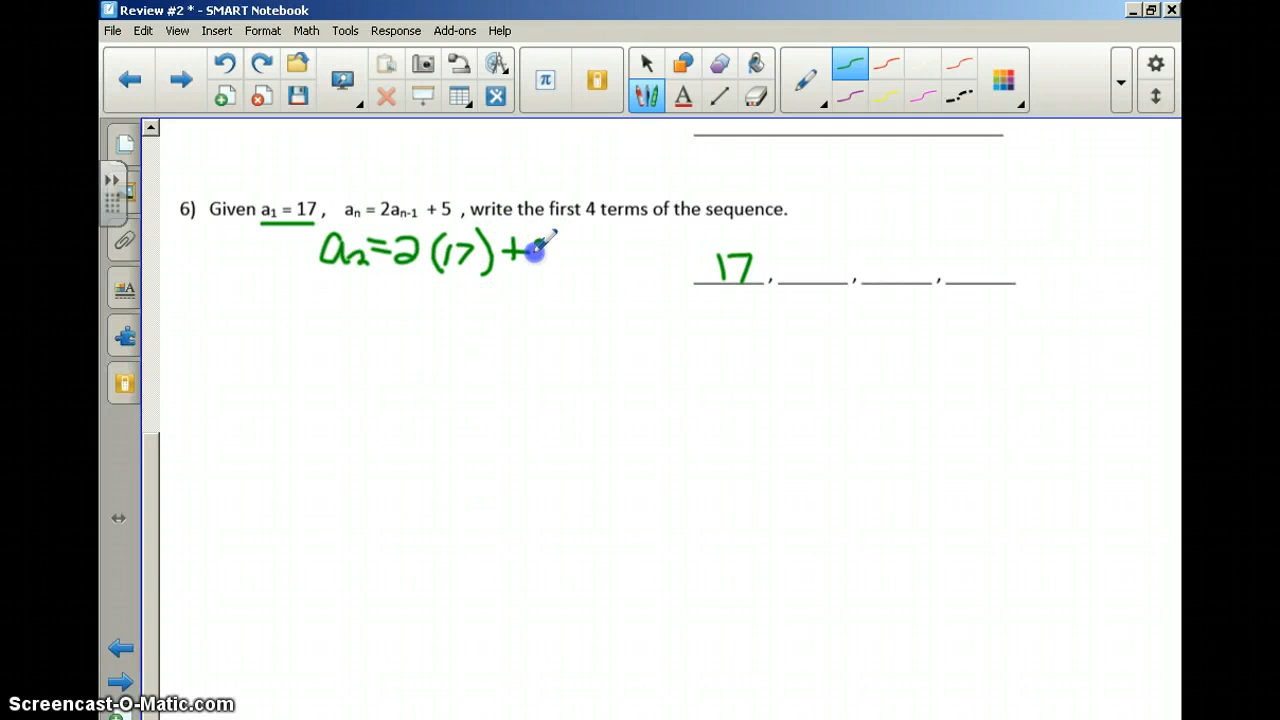 Review #2 * - SMART Notebook
File Edit View Insert Format Math Tools Response Add-ons Help
π A
6) Given a₁ = 17 , aₙ = 2aₙ₋₁ + 5 , write the first 4 terms of the sequence.
a₂=2(17)+
17 , , ,
Screencast-O-Matic.com